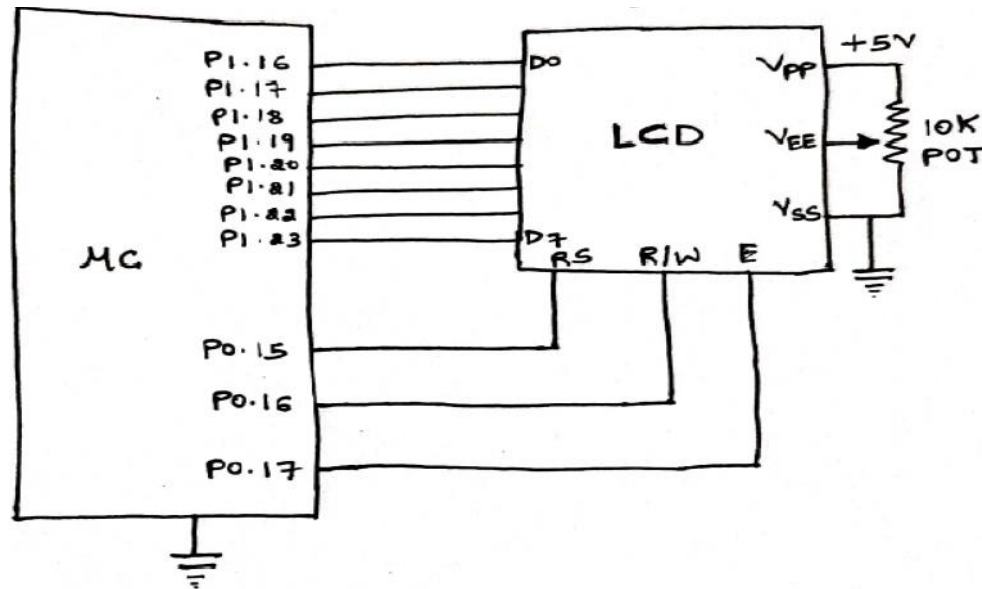 P1.16
P1.17
P1.18
P1.19
P1.20
P1.21
P1.22
P1.23
MC
P0.15
P0.16
P0.17
D0
D7
LCD
RS R/W E
VPP
VEE
VSS
+5V
10K
POT